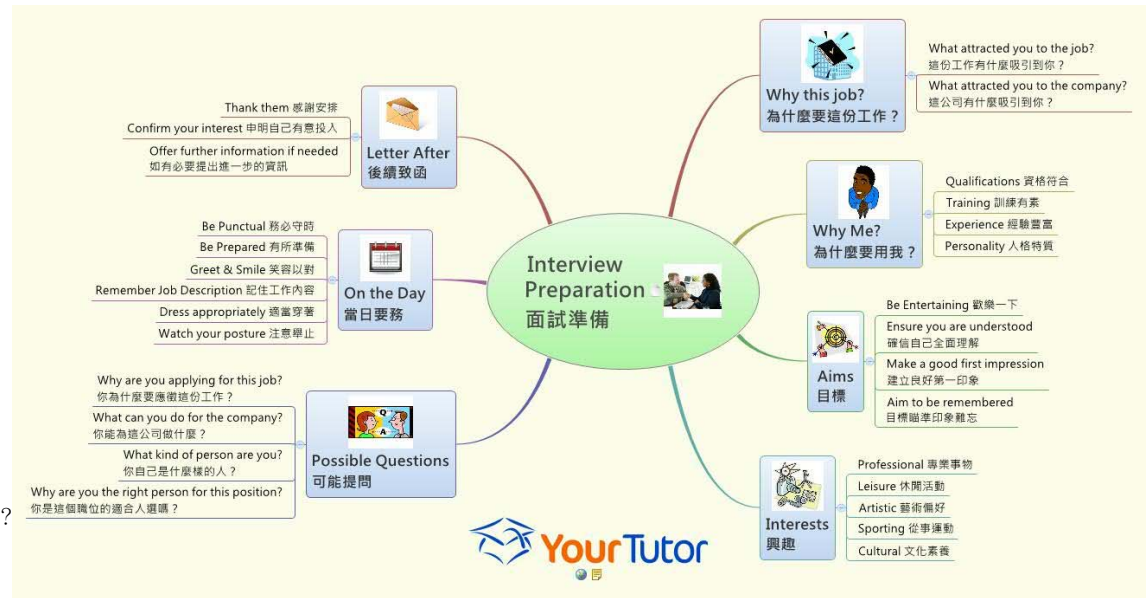 Interview
Preparation
面試準備
Why this job?
為什麼要這份工作？
What attracted you to the job?
這份工作有什麼吸引到你？
What attracted you to the company?
這公司有什麼吸引到你？
Why Me?
為什麼要用我？
Qualifications 資格符合
Training 訓練有素
Experience 經驗豐富
Personality 人格特質
Aims
目標
Be Entertaining 歡樂一下
Ensure you are understood
確信自己全面理解
Make a good first impression
建立良好第一印象
Aim to be remembered
目標瞄準印象難忘
Interests
興趣
Professional 專業事物
Leisure 休閒活動
Artistic 藝術偏好
Sporting 從事運動
Cultural 文化素養
Letter After
後續致函
Thank them 感謝安排
Confirm your interest 申明自己有意投入
Offer further information if needed
如有必要提出進一步的資訊
On the Day
當日要務
Be Punctual 務必守時
Be Prepared 有所準備
Greet & Smile 笑容以對
Remember Job Description 記住工作內容
Dress appropriately 適當穿著
Watch your posture 注意舉止
Q
A
Possible Questions
可能提問
Why are you applying for this job?
你為什麼要應徵這份工作？
What can you do for the company?
你能為這公司做什麼？
What kind of person are you?
你自己是什麼樣的人？
Why are you the right person for this position?
你是這個職位的適合人選嗎？
?
YourTutor